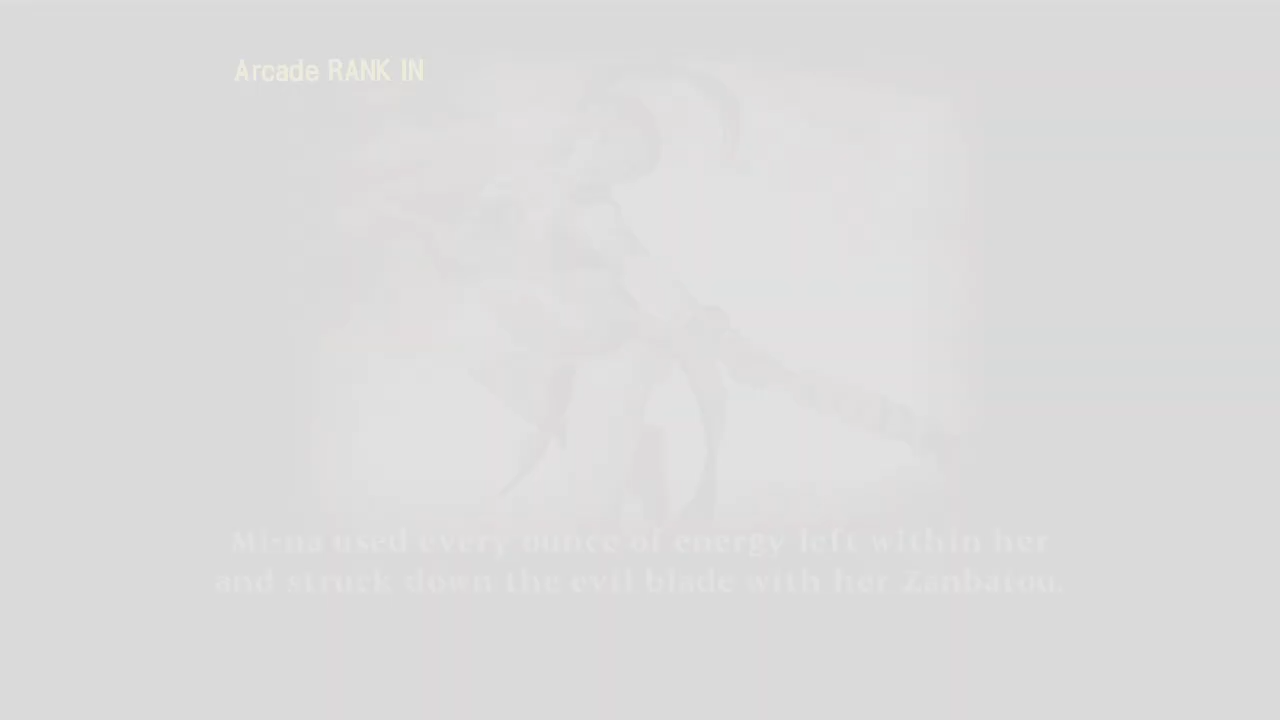 Arcade RANK IN
Mi-na used every ounce of energy left within her
and struck down the evil blade with her Zanbatou.